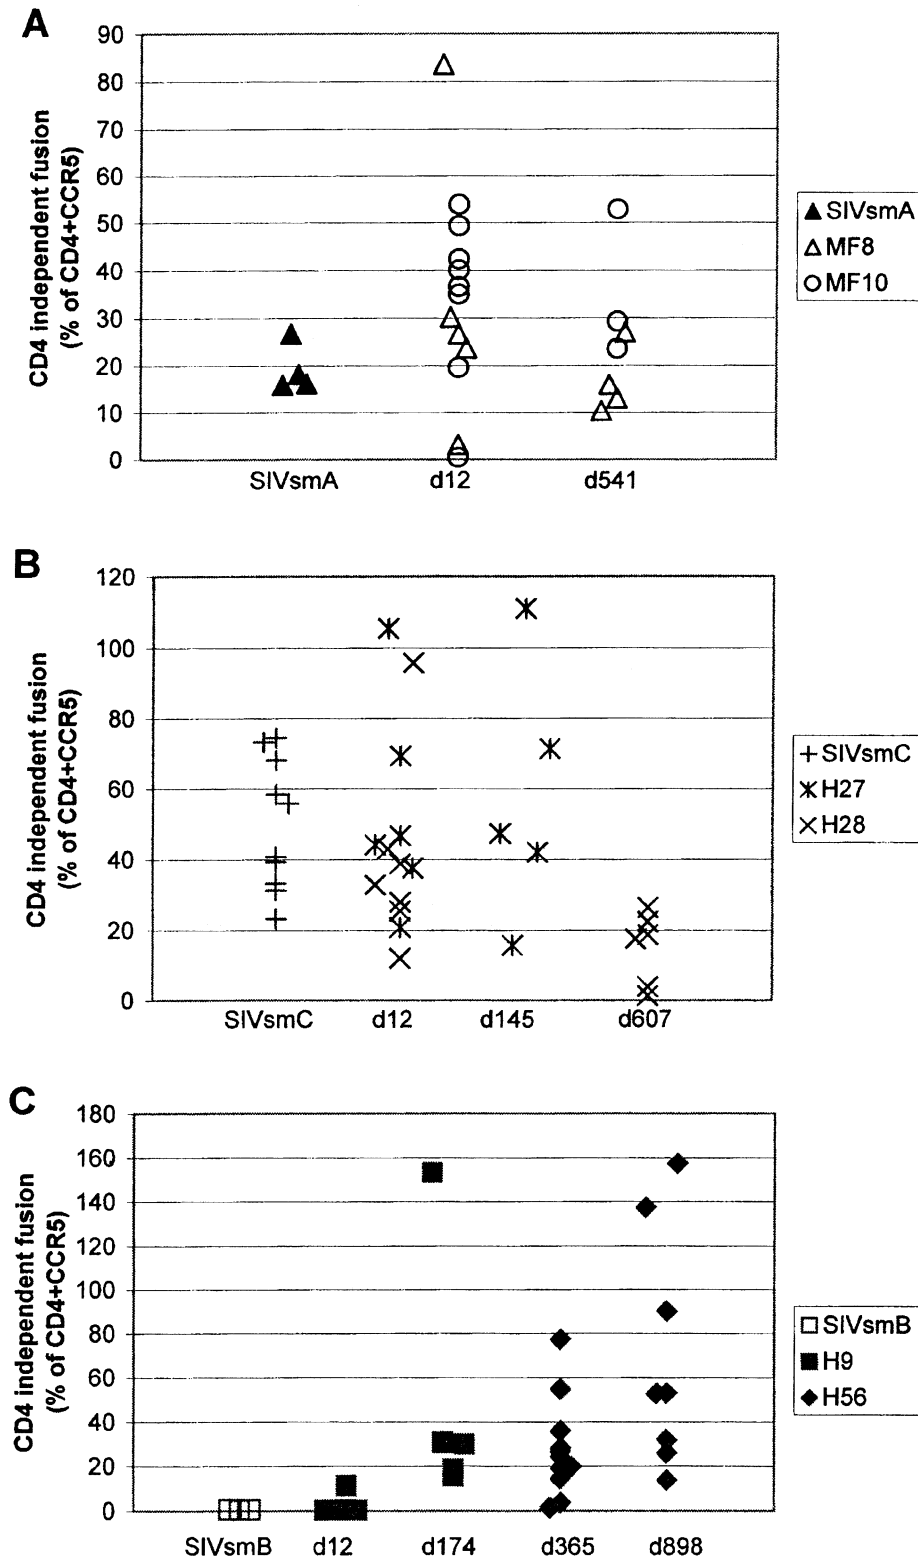 A
CD4 independent fusion
(% of CD4+CCR5)
90
80
70
60
50
40
30
20
10
0
SIVsmA
d12
d541
SIVsmA
MF8
MF10
B
CD4 independent fusion
(% of CD4+CCR5)
120
100
80
60
40
20
0
SIVsmC
d12
d145
d607
SIVsmC
H27
H28
C
CD4 independent fusion
(% of CD4+CCR5)
180
160
140
120
100
80
60
40
20
0
SIVsmB
d12
d174
d365
d898
SIVsmB
H9
H56